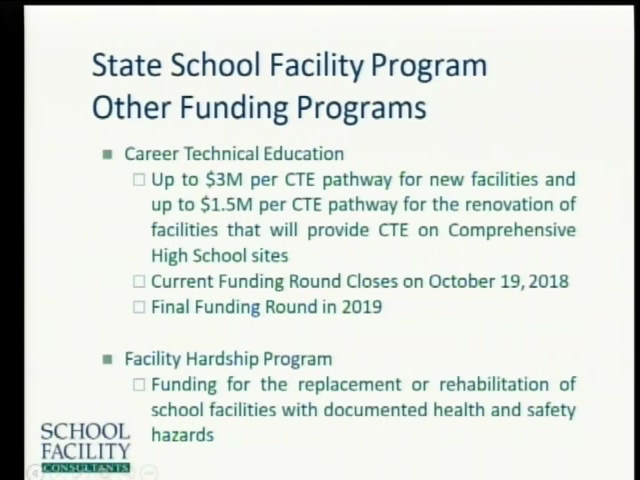 State School Facility Program
Other Funding Programs
Career Technical Education
Up to $3M per CTE pathway for new facilities and
up to $1.5M per CTE pathway for the renovation of
facilities that will provide CTE on Comprehensive
High School sites
Current Funding Round Closes on October 19, 2018
Final Funding Round in 2019
Facility Hardship Program
Funding for the replacement or rehabilitation of
school facilities with documented health and safety
hazards
SCHOOL
FACILITY
CONSULTANTS